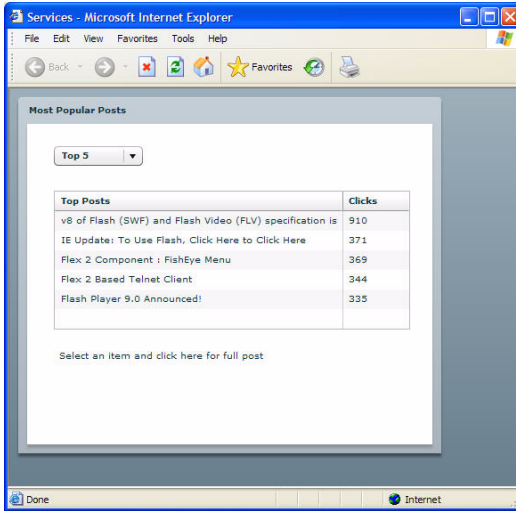 Services - Microsoft Internet Explorer
File Edit View Favorites Tools Help
Back Favorites
Most Popular Posts
Top 5
Top Posts Clicks
v8 of Flash (SWF) and Flash Video (FLV) specification is 910
IE Update: To Use Flash, Click Here to Click Here 371
Flex 2 Component : FishEye Menu 369
Flex 2 Based Telnet Client 344
Flash Player 9.0 Announced! 335
Select an item and click here for full post
Done Internet